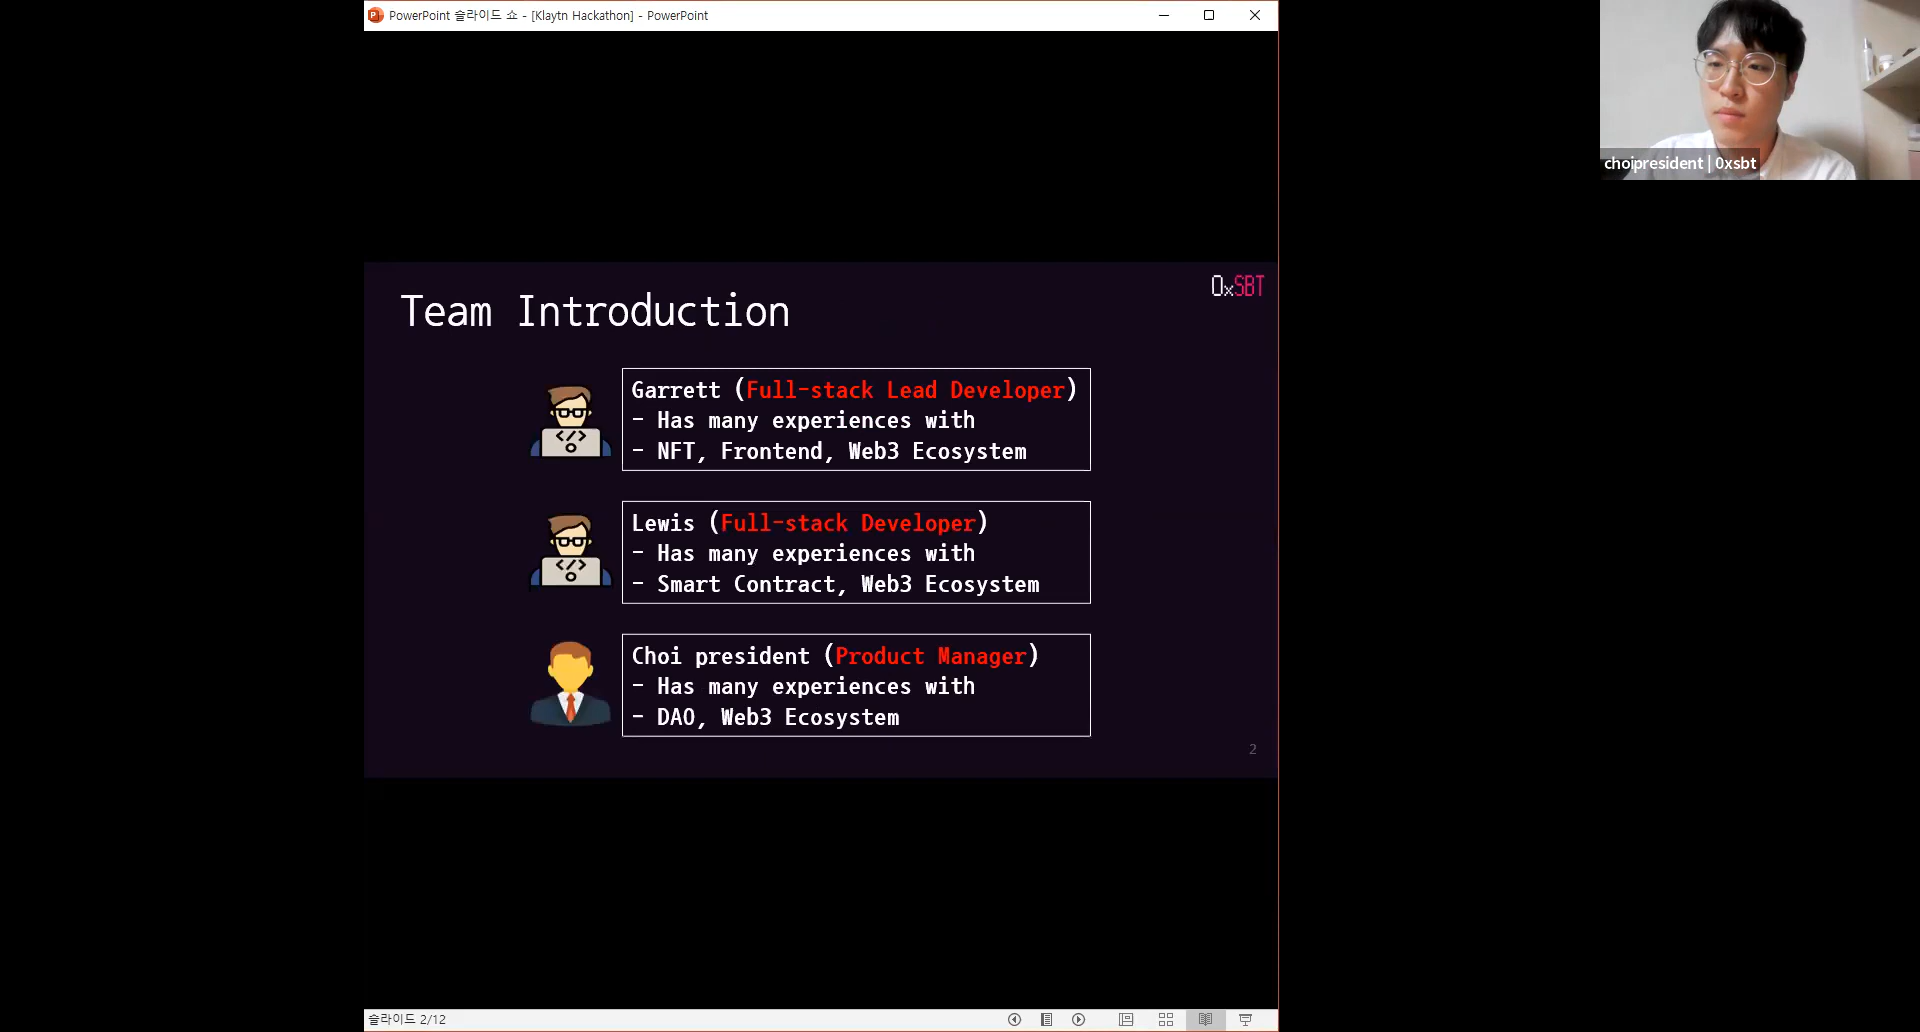 PowerPoint 슬라이드 쇼 - [Klaytn Hackathon] - PowerPoint
choipresident | 0xsbt
0xSBT
Team Introduction
Garrett (Full-stack Lead Developer)
- Has many experiences with
- NFT, Frontend, Web3 Ecosystem
Lewis (Full-stack Developer)
- Has many experiences with
- Smart Contract, Web3 Ecosystem
Choi president (Product Manager)
- Has many experiences with
- DAO, Web3 Ecosystem
2
슬라이드 2/12